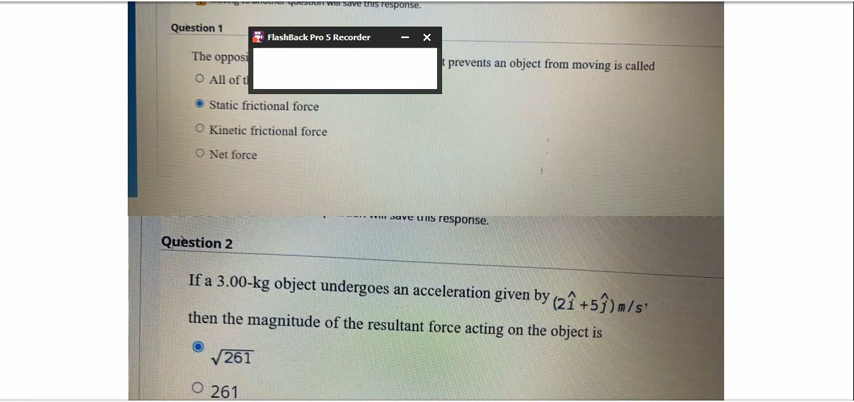 question will save this response.
Question 1
FlashBack Pro 5 Recorder
The opposi
t prevents an object from moving is called
All of t
Static frictional force
Kinetic frictional force
Net force
save this response.
Question 2
If a 3.00-kg object undergoes an acceleration given by (2î +5ĵ)m/s²
then the magnitude of the resultant force acting on the object is
√261
261